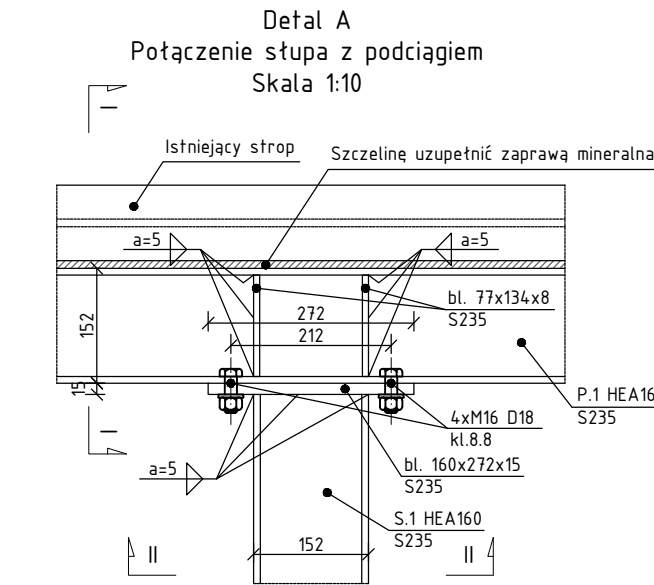 Detal A
Połączenie słupa z podciągiem
Skala 1:10
I
Istniejący strop
Szczelinę uzupełnić zaprawą mineralna
a=5
a=5
bl. 77x134x8
S235
272
212
152
15
P.1 HEA16
S235
4xM16 D18
kl.8.8
I
a=5
bl. 160x272x15
S235
S.1 HEA160
S235
152
II
II